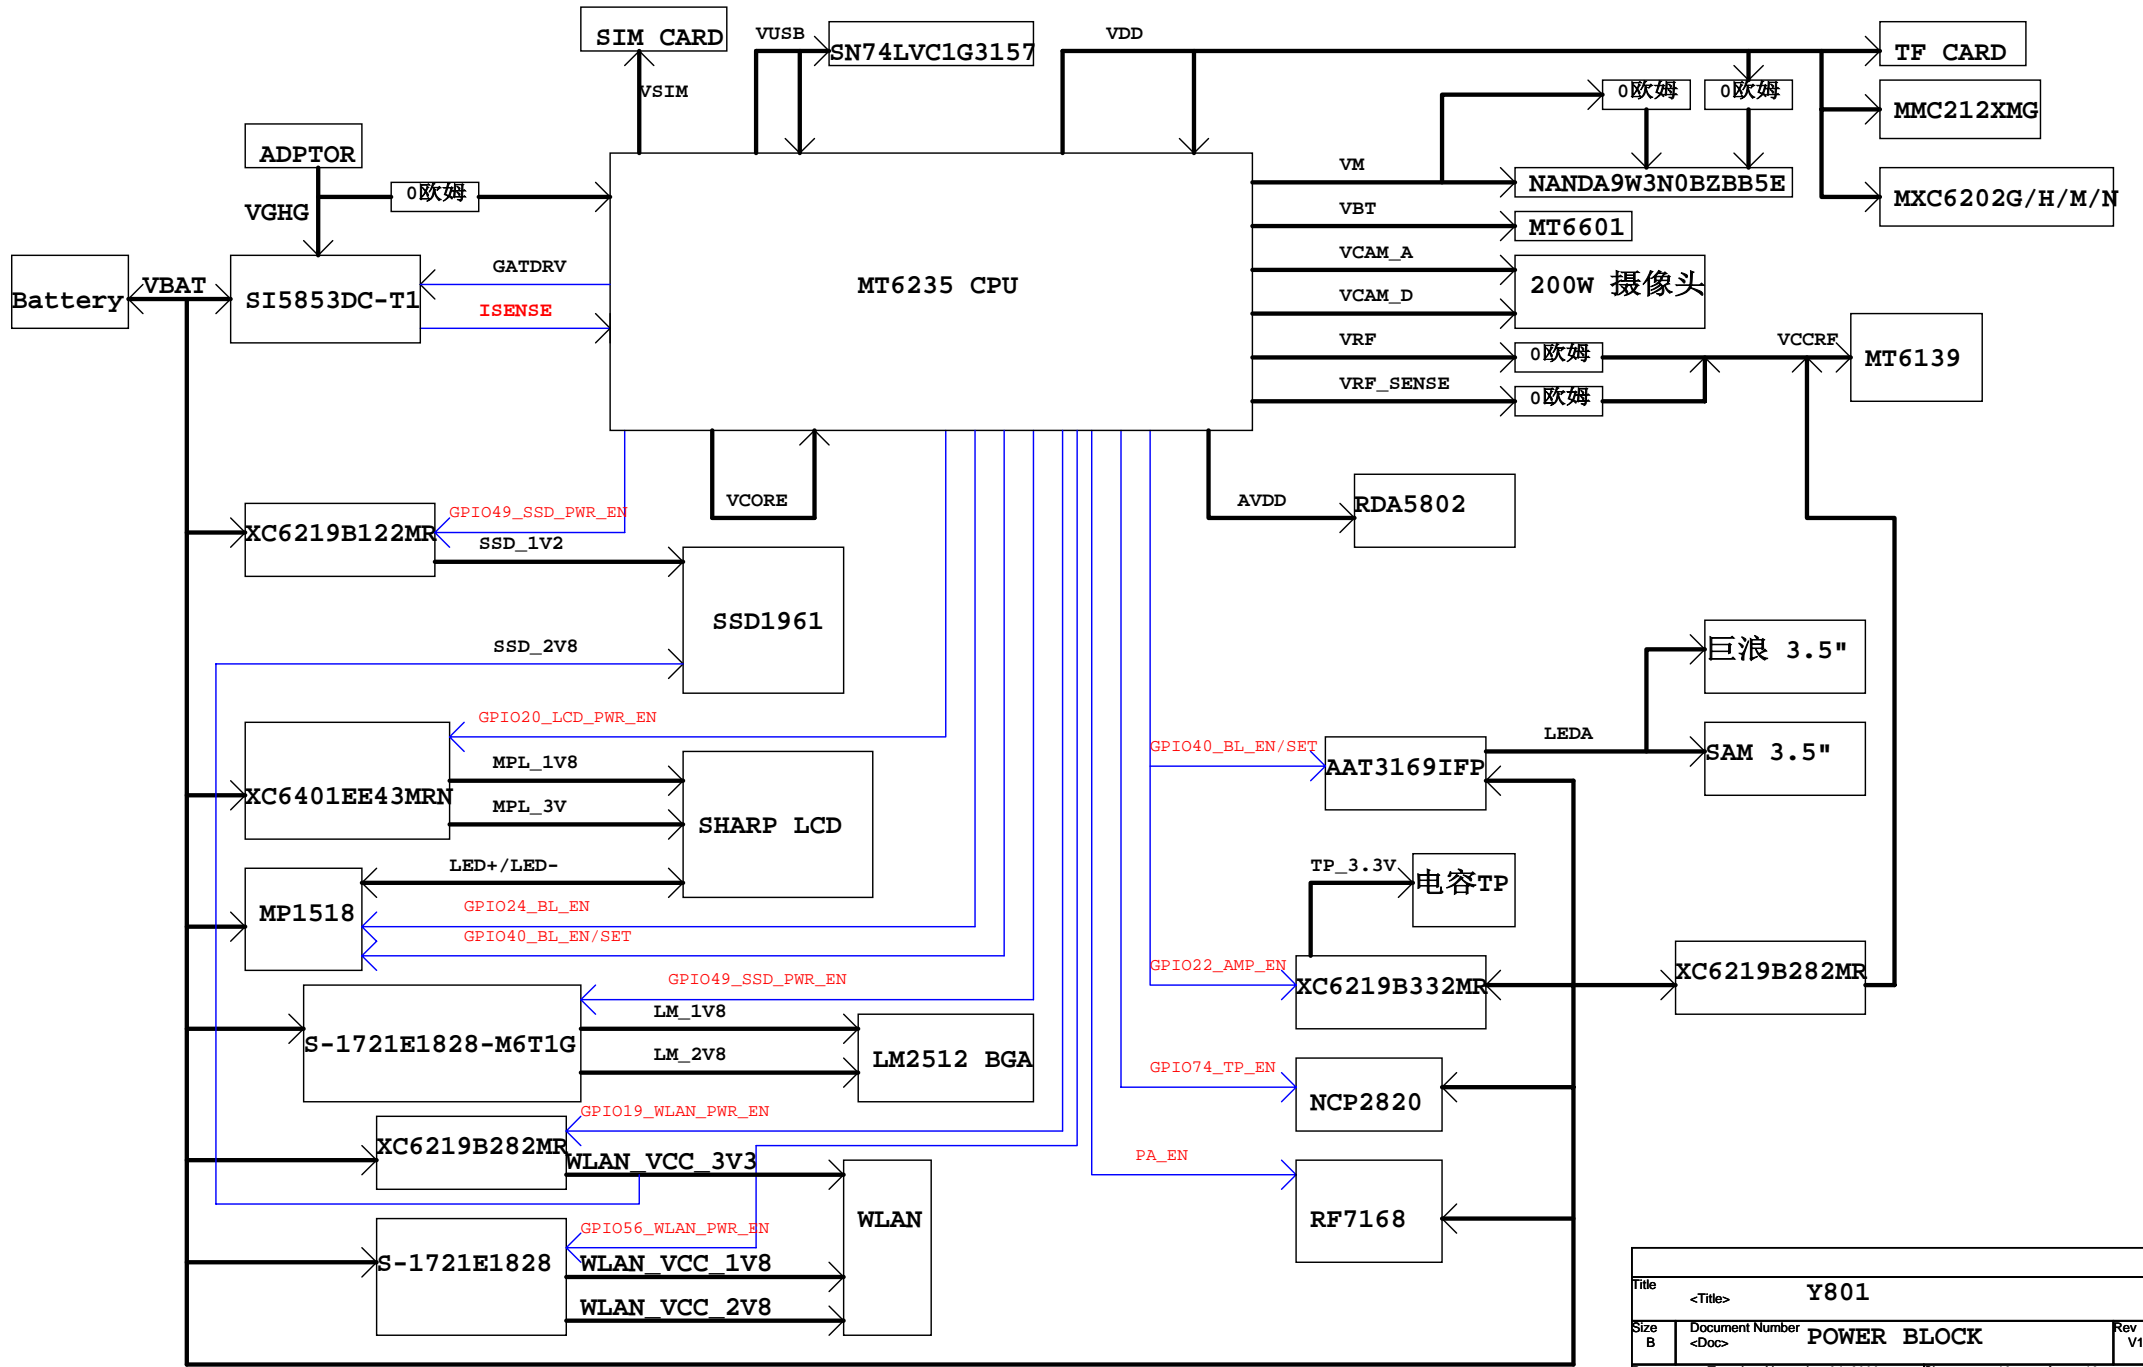 SIM CARD
VUSB
SN74LVC1G3157
VDD
TF CARD
VSIM
0欧姆
0欧姆
MMC212XMG
ADPTOR
VM
NANDA9W3N0BZBB5E
0欧姆
VGHG
VBT
MT6601
MXC6202G/H/M/N
VCAM_A
GATDRV
MT6235 CPU
200W 摄像头
Battery
VBAT
SI5853DC-T1
VCAM_D
ISENSE
VRF
0欧姆
VCCRF
MT6139
VRF_SENSE
0欧姆
VCORE
AVDD
RDA5802
GPIO49_SSD_PWR_EN
XC6219B122MR
SSD_1V2
SSD1961
SSD_2V8
巨浪 3.5"
GPIO20_LCD_PWR_EN
GPIO40_BL_EN/SET
LEDA
SAM 3.5"
MPL_1V8
AAT3169IFP
XC6401EE43MRN
MPL_3V
SHARP LCD
LED+/LED-
TP_3.3V
电容TP
MP1518
GPIO24_BL_EN
GPIO40_BL_EN/SET
GPIO49_SSD_PWR_EN
GPIO22_AMP_EN
XC6219B332MR
XC6219B282MR
LM_1V8
S-1721E1828-M6T1G
LM_2V8
LM2512 BGA
GPIO74_TP_EN
NCP2820
GPIO19_WLAN_PWR_EN
XC6219B282MR
WLAN_VCC_3V3
PA_EN
WLAN
RF7168
GPIO56_WLAN_PWR_EN
S-1721E1828
WLAN_VCC_1V8
WLAN_VCC_2V8
Title
<Title>
Y801
Size
B
Document Number
<Doc>
POWER BLOCK
Rev
V1